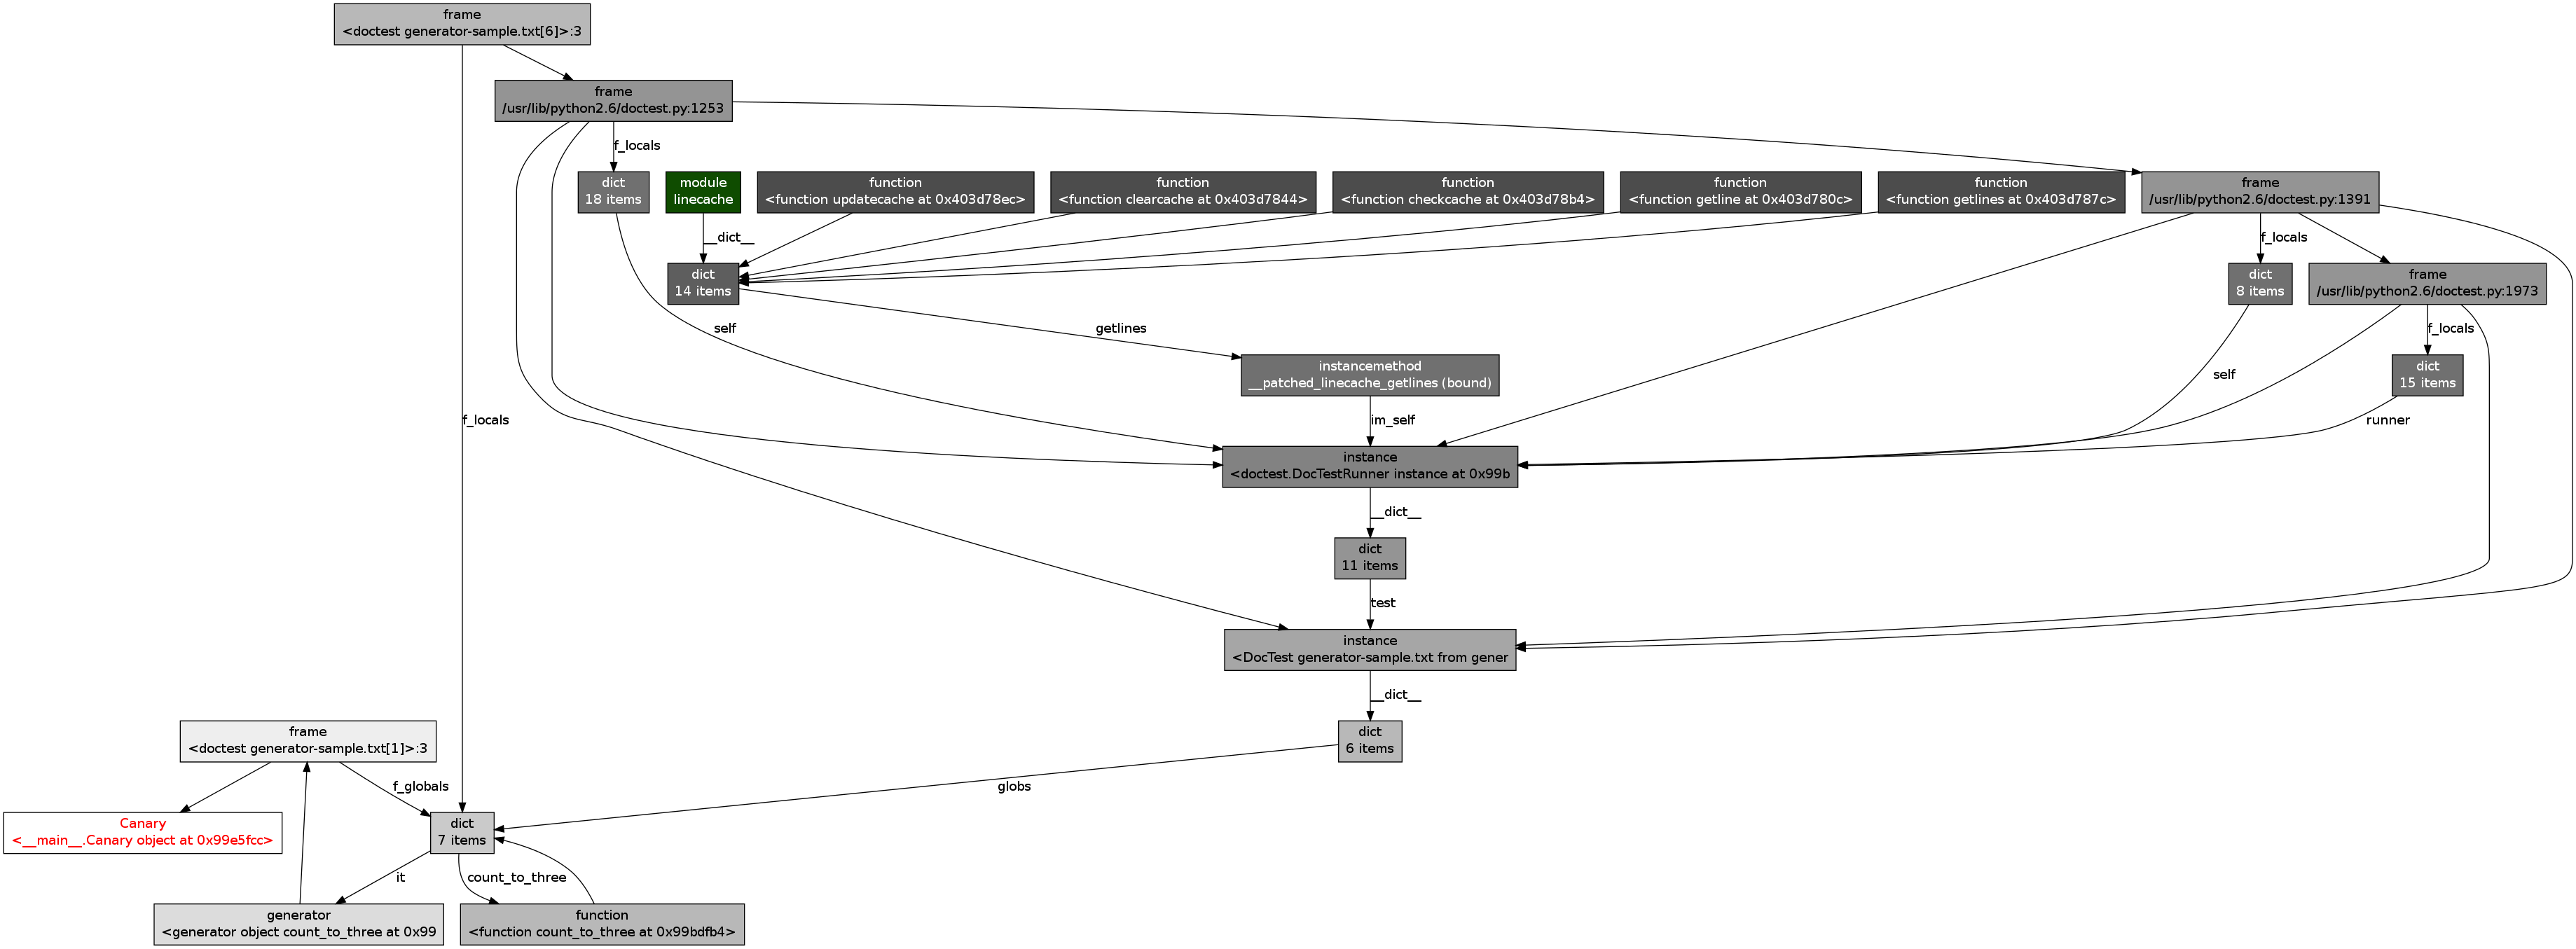 frame
<doctest generator-sample.txt[6]>:3
frame
/usr/lib/python2.6/doctest.py:1253
f_locals
dict
18 items
module
linecache
function
<function updatecache at 0x403d78ec>
function
<function clearcache at 0x403d7844>
function
<function checkcache at 0x403d78b4>
function
<function getline at 0x403d780c>
function
<function getlines at 0x403d787c>
frame
/usr/lib/python2.6/doctest.py:1391
__dict__
f_locals
dict
14 items
dict
8 items
frame
/usr/lib/python2.6/doctest.py:1973
self
getlines
f_locals
instancemethod
__patched_linecache_getlines (bound)
self
dict
15 items
f_locals
im_self
runner
instance
<doctest.DocTestRunner instance at 0x99b
__dict__
dict
11 items
test
instance
<DocTest generator-sample.txt from gener
__dict__
frame
<doctest generator-sample.txt[1]>:3
dict
6 items
f_globals
globs
Canary
<__main__.Canary object at 0x99e5fcc>
dict
7 items
it
count_to_three
generator
<generator object count_to_three at 0x99
function
<function count_to_three at 0x99bdfb4>